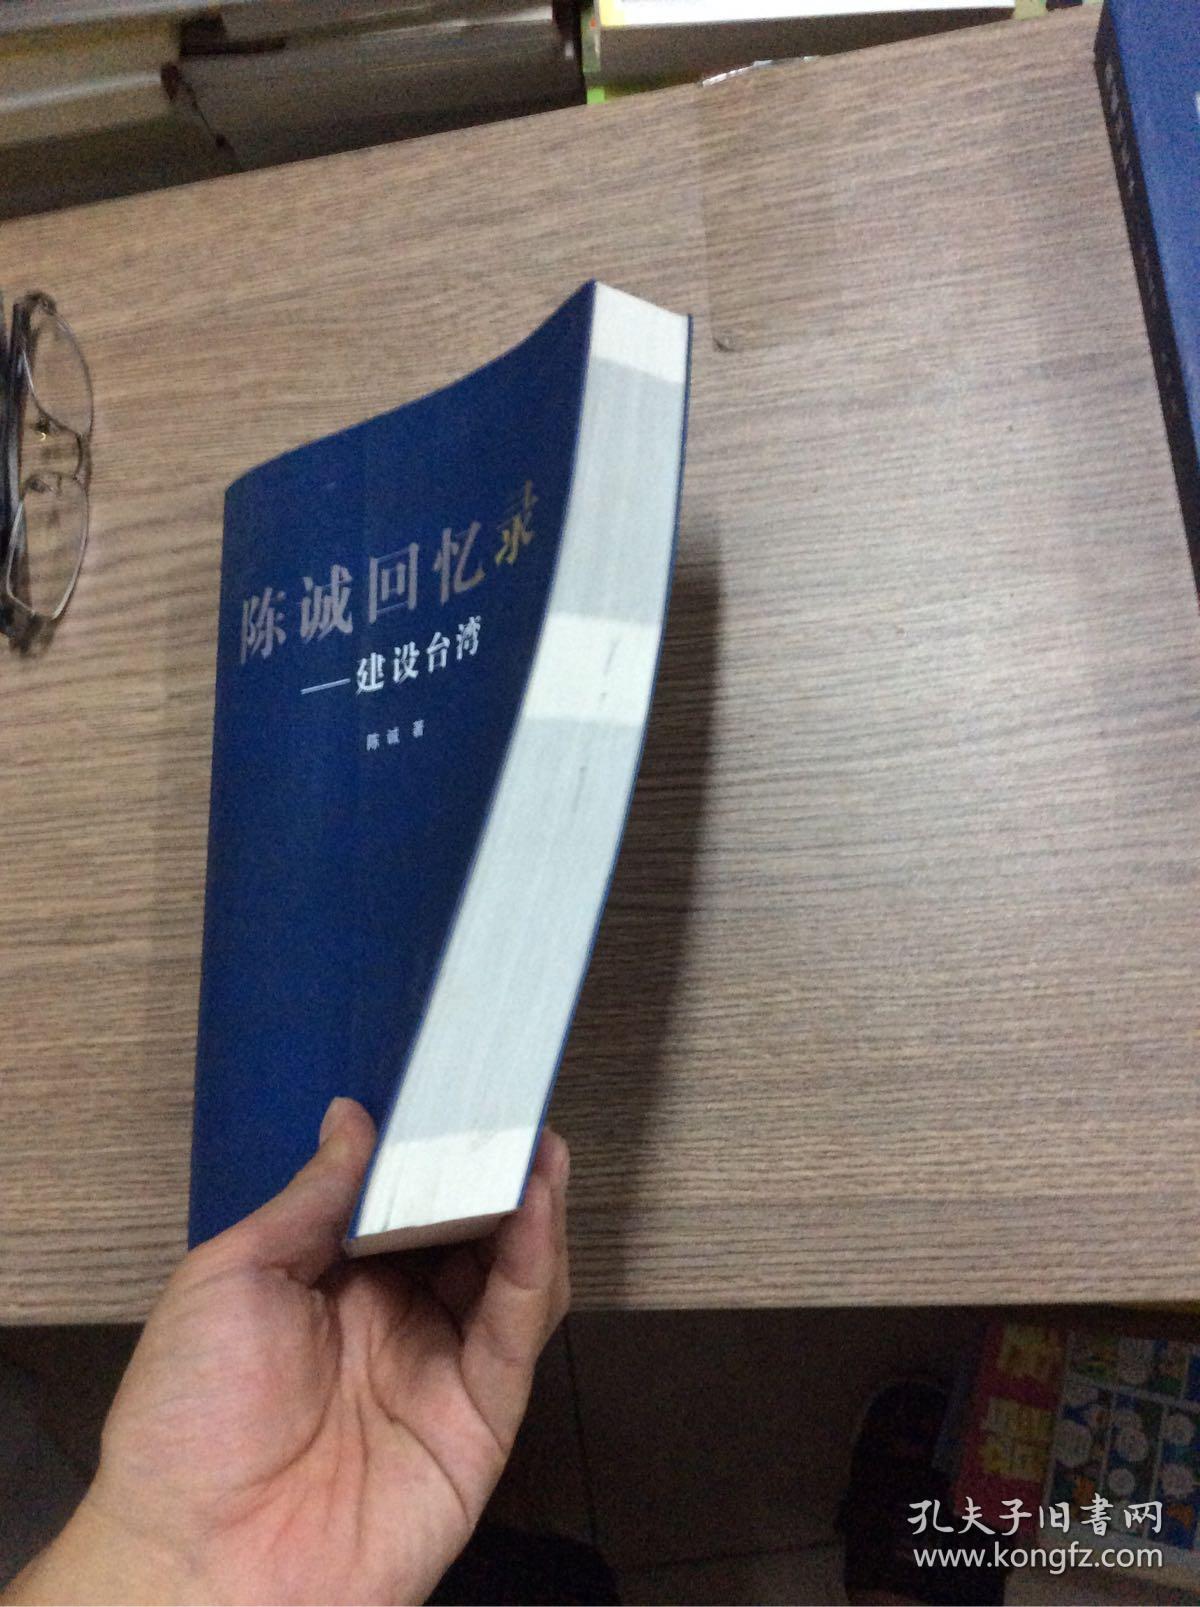 陈诚回忆录
——建设台湾
陈诚 著
孔夫子旧書网
www.kongfz.com